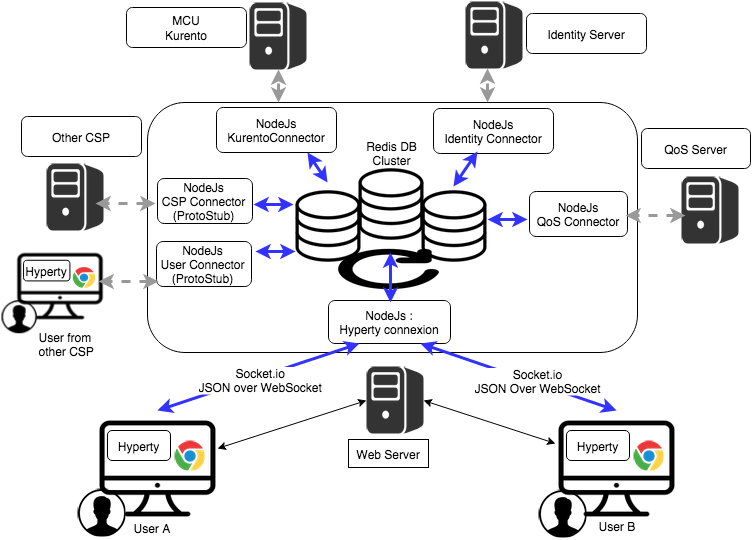 MCU
Kurento
Identity Server
Other CSP
NodeJs
KurentoConnector
Redis DB
Cluster
NodeJs
Identity Connector
QoS Server
NodeJs
CSP Connector
(ProtoStub)
NodeJs
QoS Connector
NodeJs
User Connector
(ProtoStub)
Hyperty
User from
other CSP
NodeJs :
Hyperty connexion
Socket.io
JSON over WebSocket
Socket.io
JSON Over WebSocket
Hyperty
Web Server
Hyperty
User A
User B